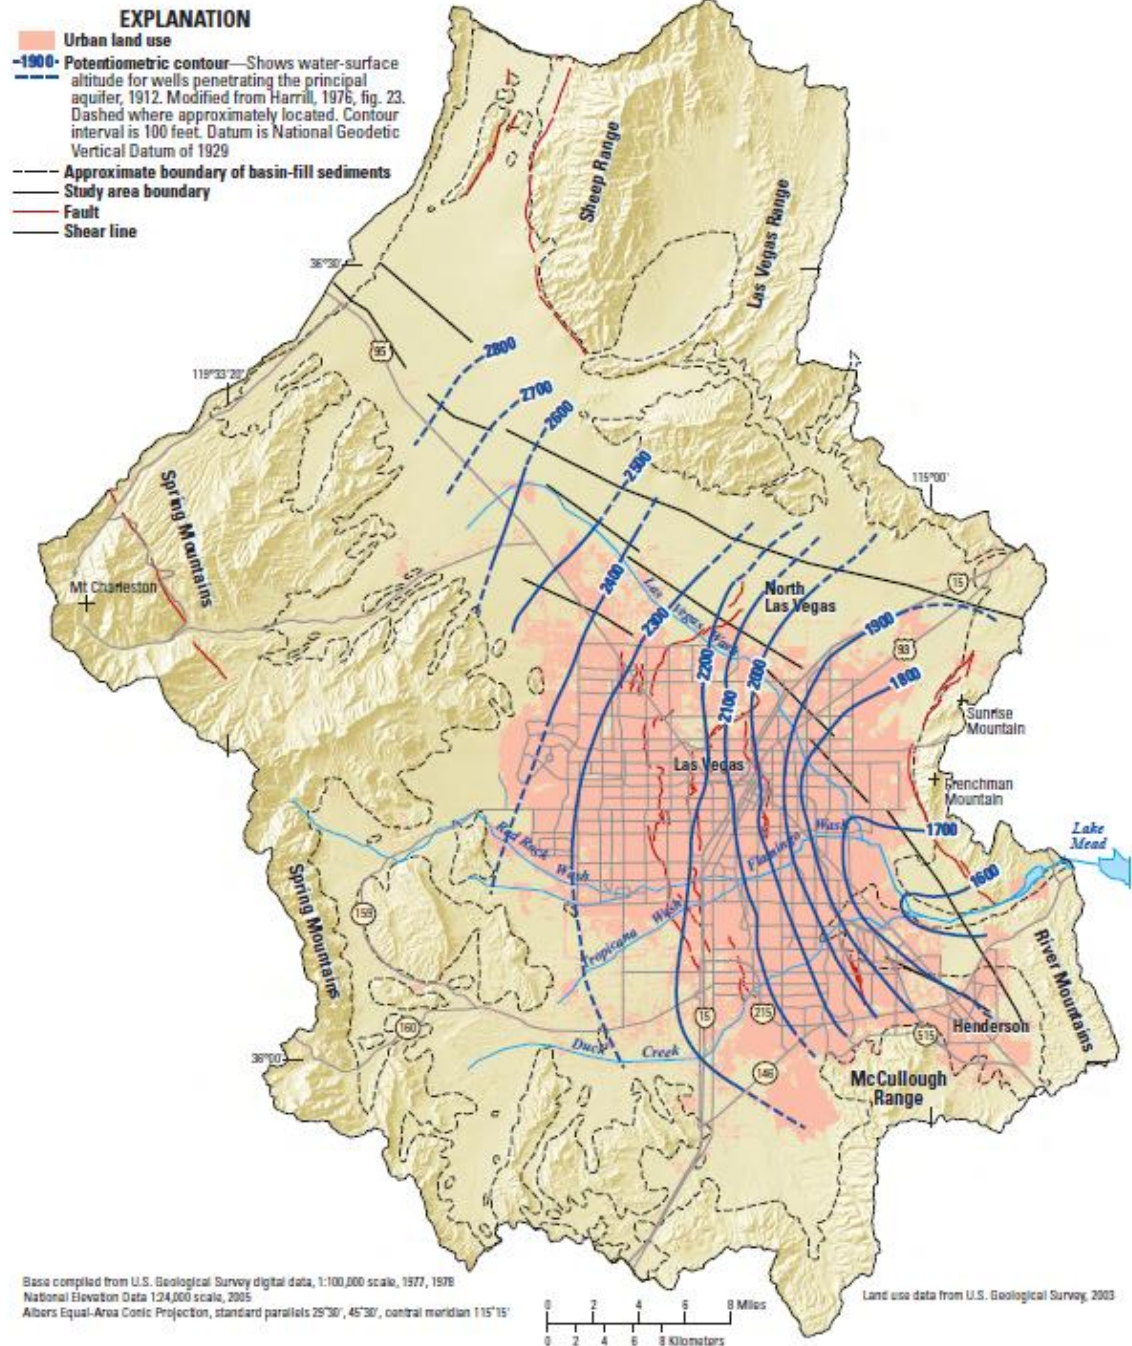 EXPLANATION
Urban land use
-1900- Potentiometric contour—Shows water-surface
altitude for wells penetrating the principal
aquifer, 1912. Modified from Harrill, 1976, fig. 23.
Dashed where approximately located. Contour
interval is 100 feet. Datum is National Geodetic
Vertical Datum of 1929
Approximate boundary of basin-fill sediments
Study area boundary
Fault
Shear line
Sheep Range
Las Vegas Range
36°30'
95
2800
119°33'20"
2700
2600
2500
115°00'
Spring Mountains
Mt Charleston
2400
Las Vegas Wash
North
Las Vegas
15
2300
1900
93
2200
2000
1800
2100
Sunrise
Mountain
Las Vegas
Frenchman
Mountain
Red Rock
Wash
Flamingo
Wash
1700
Lake
Mead
1600
Spring Mountains
159
Tropicana
Wash
River Mountains
160
15
215
515
Henderson
36°00'
Duck
Creek
146
McCullough
Range
Base compiled from U.S. Geological Survey digital data, 1:100,000 scale, 1977, 1978
National Elevation Data 1:24,000 scale, 2005
Albers Equal-Area Conic Projection, standard parallels 29°30', 45°30', central meridian 115°15'
0 2 4 6 8 Miles
0 2 4 6 8 Kilometers
Land use data from U.S. Geological Survey, 2003